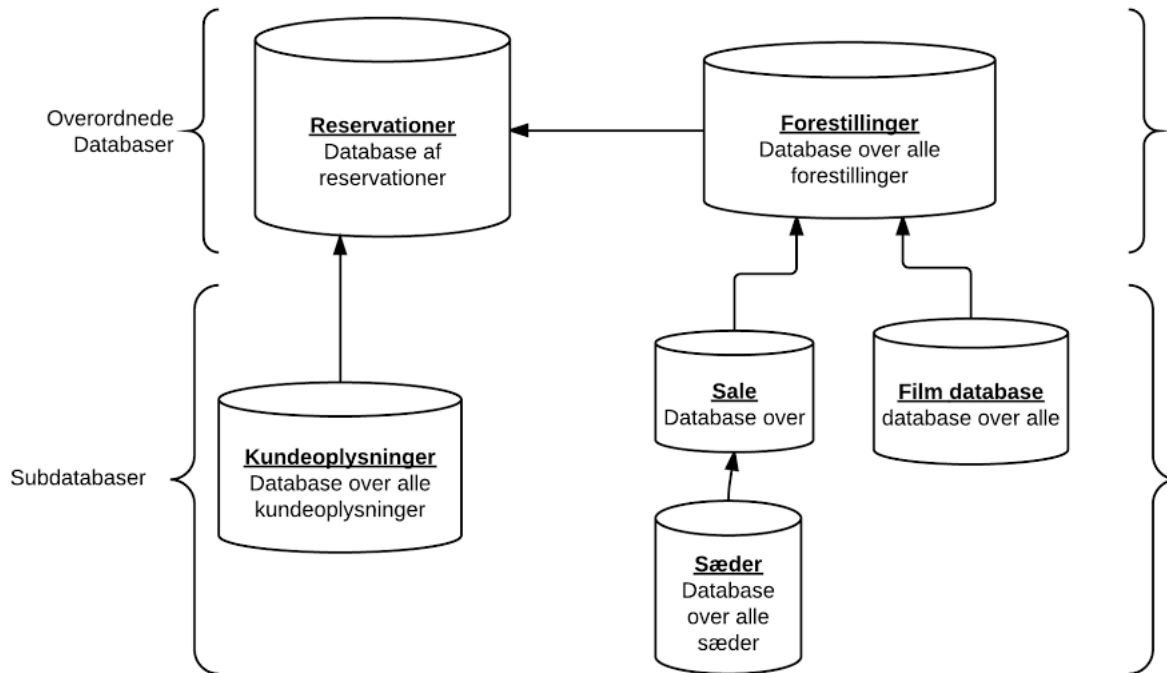 Overordnede
Databaser
Reservationer
Database af
reservationer
Forestillinger
Database over alle
forestillinger
Subdatabaser
Kundeoplysninger
Database over alle
kundeoplysninger
Sale
Database over
Film database
database over alle
Sæder
Database
over alle
sæder